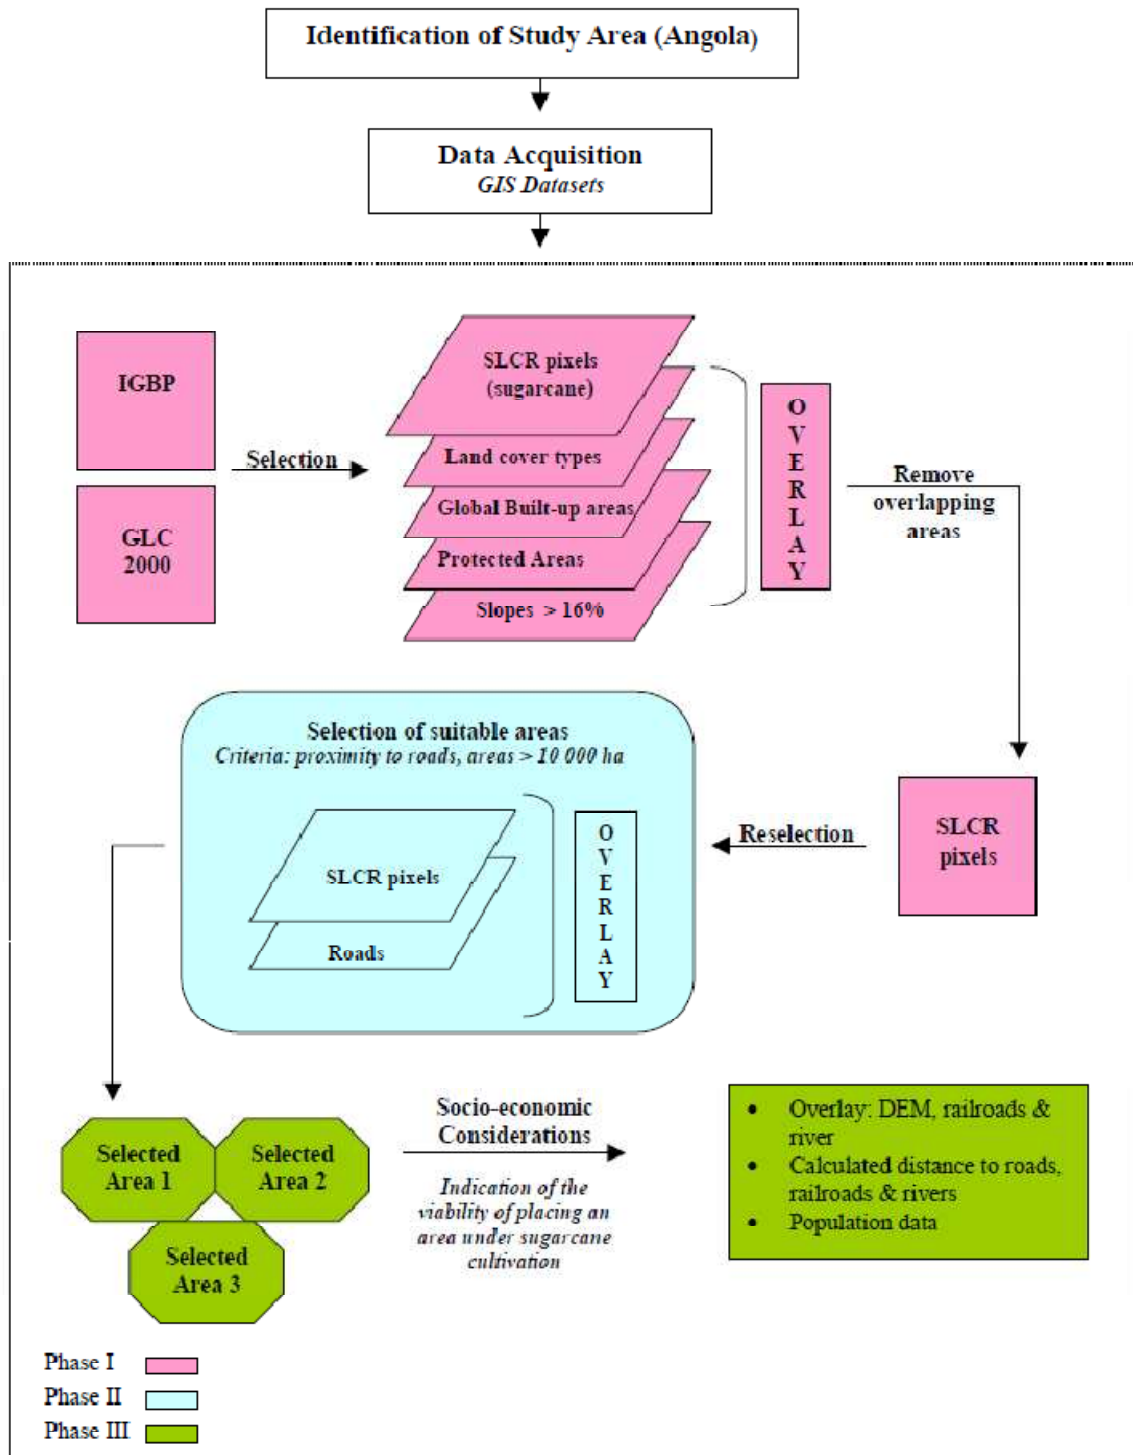 Identification of Study Area (Angola)
Data Acquisition
GIS Datasets
IGBP
GLC
2000
Selection
SLCR pixels
(sugarcane)
Land cover types
Global Built-up areas
Protected Areas
Slopes > 16%
O
V
E
R
L
A
Y
Remove
overlapping
areas
SLCR
pixels
Reselection
Selection of suitable areas
Criteria: proximity to roads, areas > 10 000 ha
SLCR pixels
Roads
O
V
E
R
L
A
Y
Selected
Area 1
Selected
Area 2
Selected
Area 3
Socio-economic
Considerations
Indication of the
viability of placing an
area under sugarcane
cultivation
• Overlay: DEM, railroads &
river
• Calculated distance to roads,
railroads & rivers
• Population data
Phase I
Phase II
Phase III